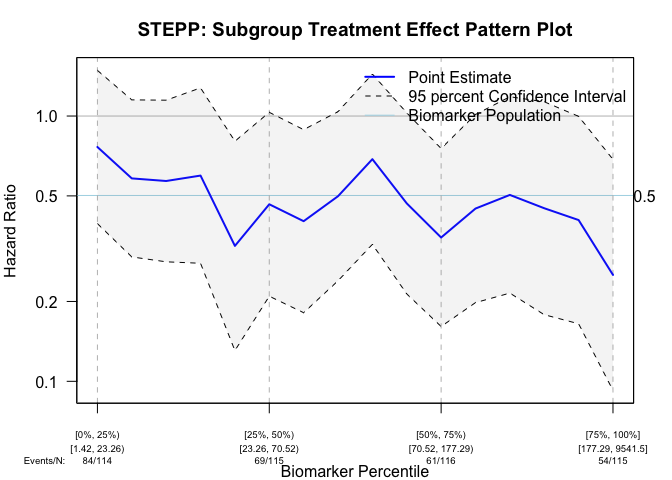 STEPP: Subgroup Treatment Effect Pattern Plot
Point Estimate
95 percent Confidence Interval
Biomarker Population
Hazard Ratio
1.0
0.5
0.2
0.1
0.5
[0%, 25%) [25%, 50%) [50%, 75%) [75%, 100%]
[1.42, 23.26) [23.26, 70.52) [70.52, 177.29) [177.29, 9541.5]
Events/N: 84/114 69/115 61/116 54/115
Biomarker Percentile